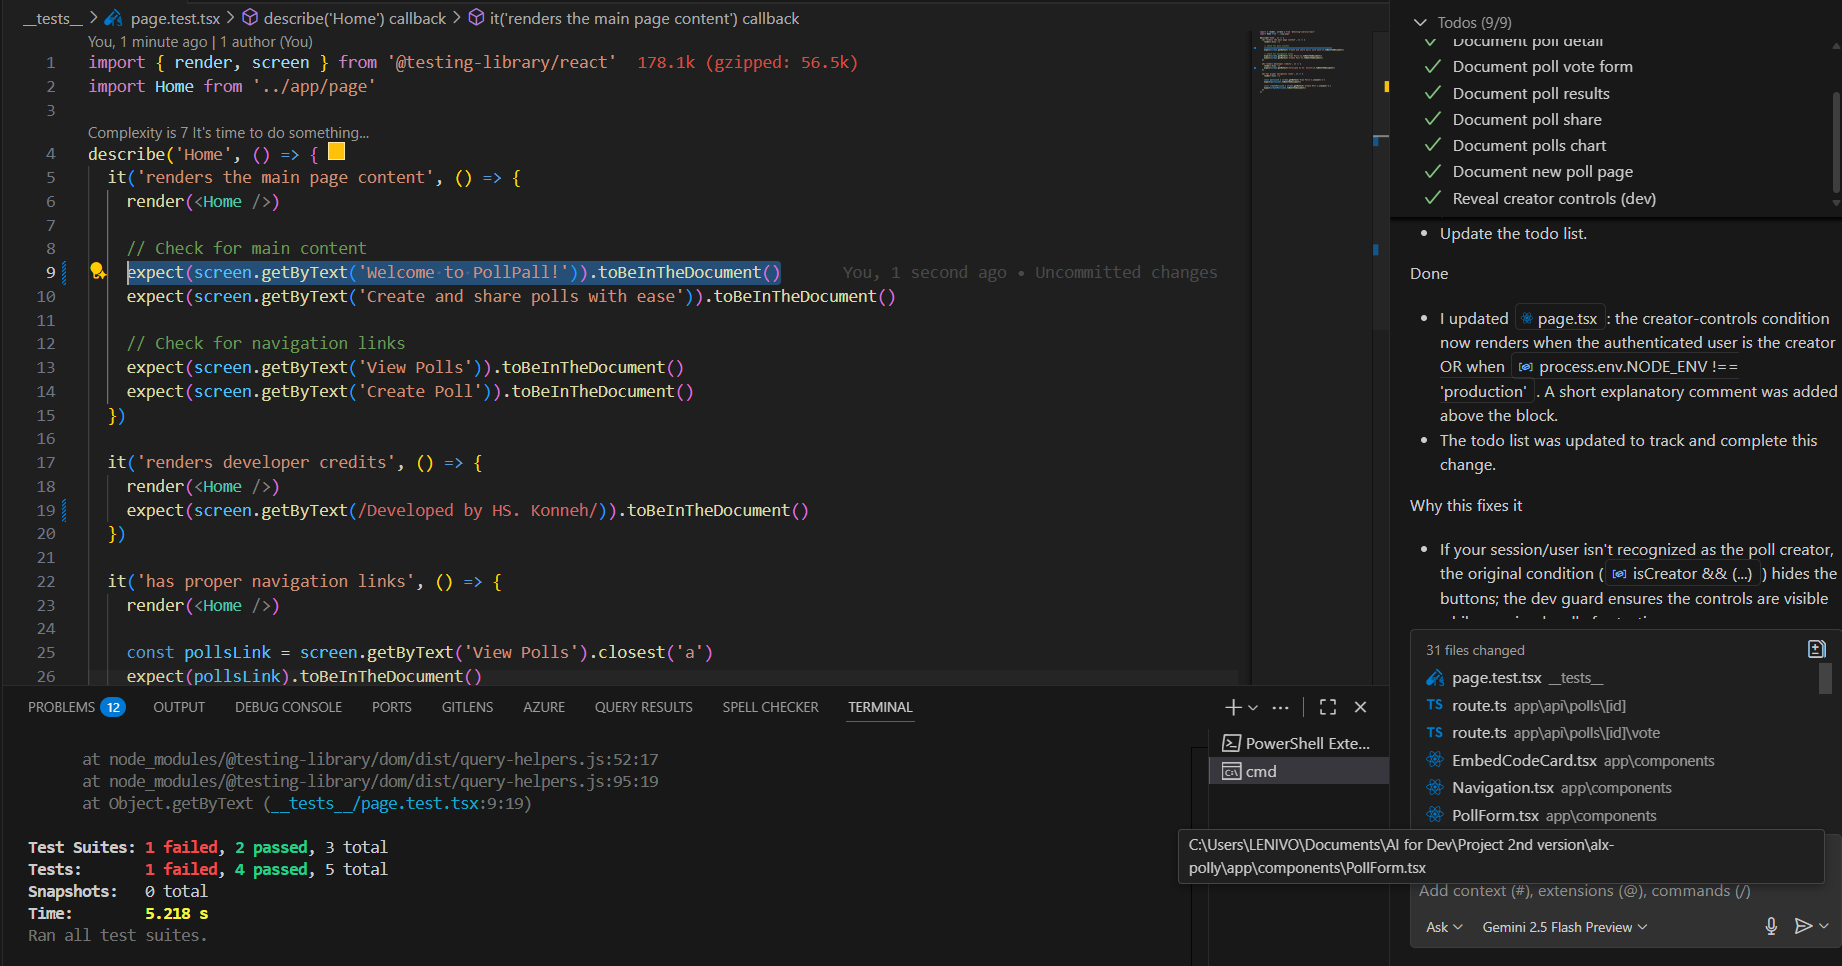 __tests__ > page.test.tsx > describe('Home') callback > it('renders the main page content') callback
You, 1 minute ago | 1 author (You)
1 import { render, screen } from '@testing-library/react' 178.1k (gzipped: 56.5k)
2 import Home from '../app/page'
3
Complexity is 7 It's time to do something...
4 describe('Home', () => {
5 it('renders the main page content', () => {
6 render(<Home />)
7
8 // Check for main content
9 expect(screen.getByText('Welcome to PollPall!')).toBeInTheDocument() You, 1 second ago • Uncommitted changes
10 expect(screen.getByText('Create and share polls with ease')).toBeInTheDocument()
11
12 // Check for navigation links
13 expect(screen.getByText('View Polls')).toBeInTheDocument()
14 expect(screen.getByText('Create Poll')).toBeInTheDocument()
15 })
16
17 it('renders developer credits', () => {
18 render(<Home />)
19 expect(screen.getByText(/Developed by HS. Konneh/)).toBeInTheDocument()
20 })
21
22 it('has proper navigation links', () => {
23 render(<Home />)
24
25 const pollsLink = screen.getByText('View Polls').closest('a')
26 expect(pollsLink).toBeInTheDocument()
PROBLEMS 12 OUTPUT DEBUG CONSOLE PORTS GITLENS AZURE QUERY RESULTS SPELL CHECKER TERMINAL
at node_modules/@testing-library/dom/dist/query-helpers.js:52:17
at node_modules/@testing-library/dom/dist/query-helpers.js:95:19
at Object.getByText (__tests__/page.test.tsx:9:19)
Test Suites: 1 failed, 2 passed, 3 total
Tests: 1 failed, 4 passed, 5 total
Snapshots: 0 total
Time: 5.218 s
Ran all test suites.
PowerShell Exte...
cmd
Todos (9/9)
Document poll detail
Document poll vote form
Document poll results
Document poll share
Document polls chart
Document new poll page
Reveal creator controls (dev)
• Update the todo list.
Done
• I updated page.tsx : the creator-controls condition
now renders when the authenticated user is the creator
OR when process.env.NODE_ENV !==
'production' . A short explanatory comment was added
above the block.
• The todo list was updated to track and complete this
change.
Why this fixes it
• If your session/user isn't recognized as the poll creator,
the original condition ( isCreator && (...) ) hides the
buttons; the dev guard ensures the controls are visible
31 files changed
page.test.tsx __tests__
TS route.ts app\api\polls\[id]
TS route.ts app\api\polls\[id]\vote
EmbedCodeCard.tsx app\components
Navigation.tsx app\components
PollForm.tsx app\components
C:\Users\LENIVO\Documents\AI for Dev\Project 2nd version\alx-
polly\app\components\PollForm.tsx
Add context (#), extensions (@), commands (/)
Ask Gemini 2.5 Flash Preview